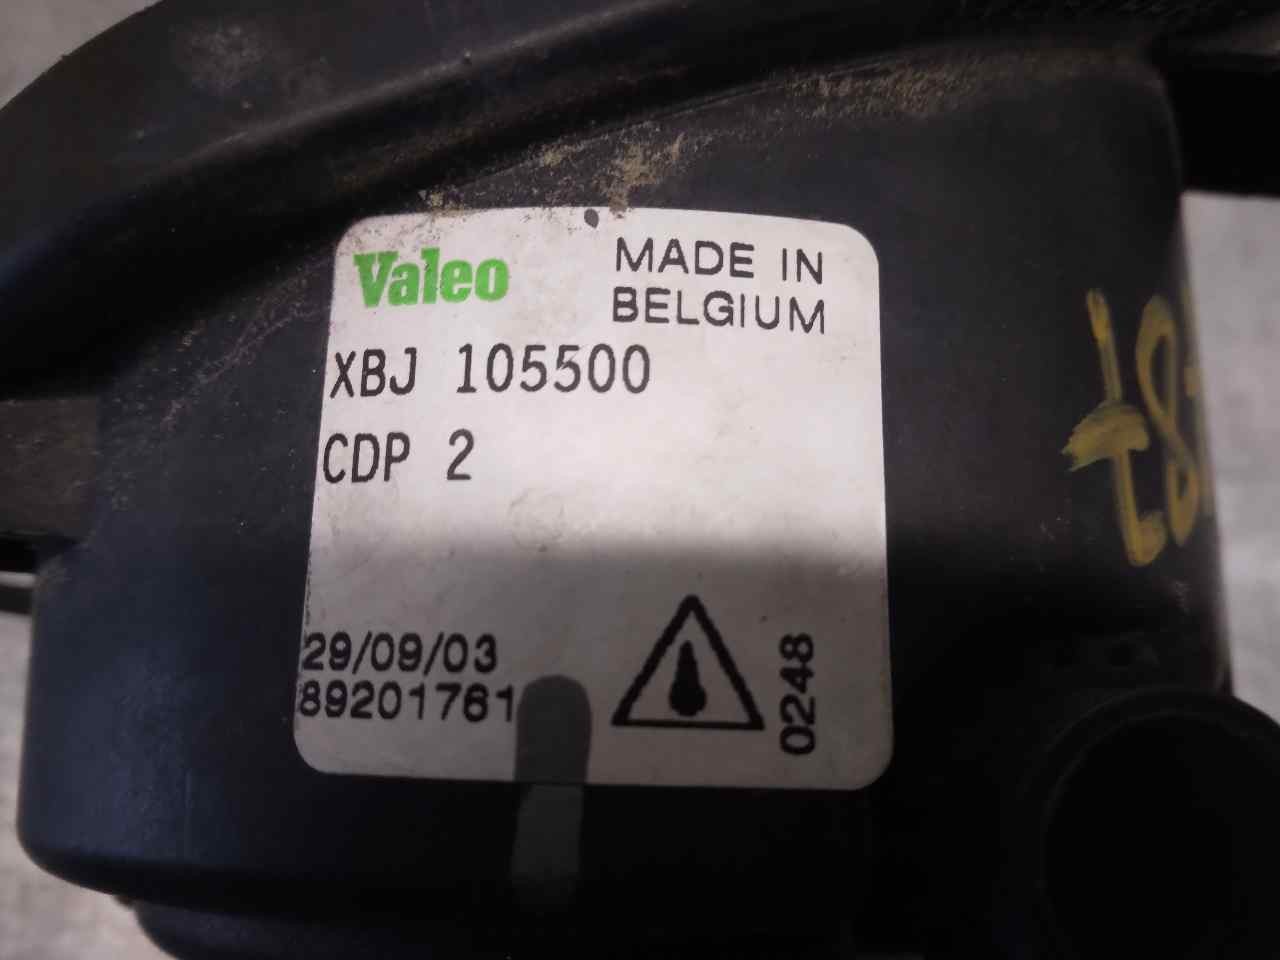 Valeo
MADE IN
BELGIUM
XBJ 105500
CDP 2
29/09/03
89201761
0248